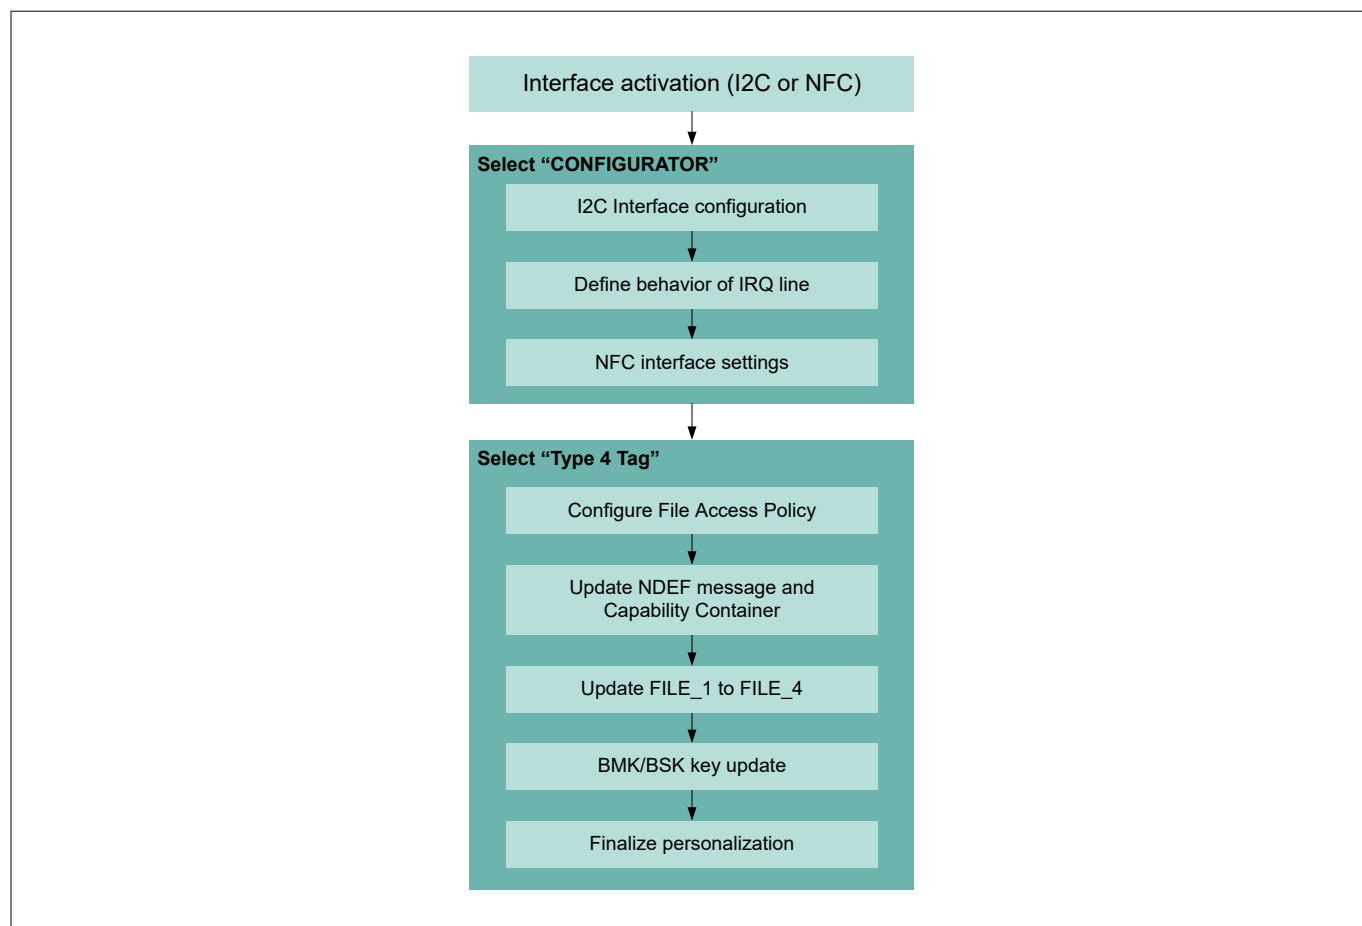 Interface activation (I2C or NFC)
Select “CONFIGURATOR”
I2C Interface configuration
Define behavior of IRQ line
NFC interface settings
Select “Type 4 Tag”
Configure File Access Policy
Update NDEF message and
Capability Container
Update FILE_1 to FILE_4
BMK/BSK key update
Finalize personalization